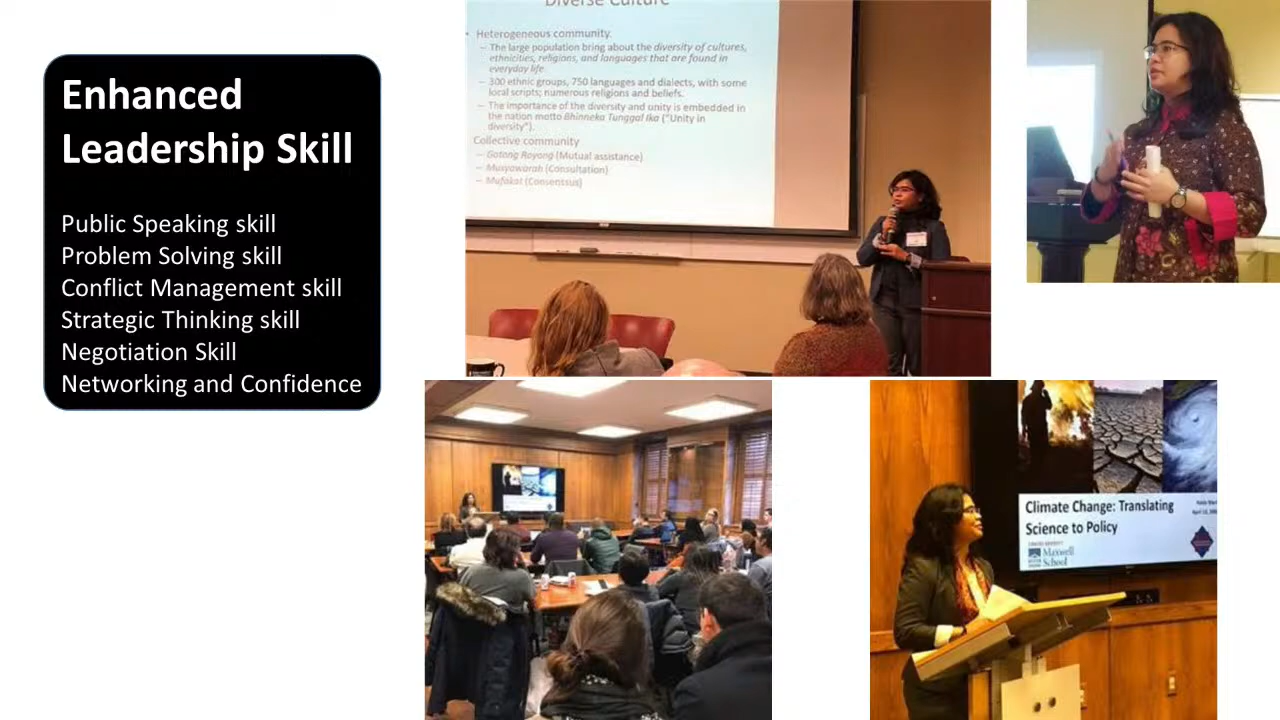 Enhanced
Leadership Skill
Public Speaking skill
Problem Solving skill
Conflict Management skill
Strategic Thinking skill
Negotiation Skill
Networking and Confidence
Diverse Culture
Heterogeneous community.
– The large population bring about the diversity of cultures,
ethnicities, religions, and languages that are found in
everyday life
– 300 ethnic groups, 750 languages and dialects, with some
local scripts; numerous religions and beliefs.
– The importance of the diversity and unity is embedded in
the nation motto Bhinneka Tunggal Ika ("Unity in
diversity").
Collective community
– Gotong Royong (Mutual assistance)
– Musyawarah (Consultation)
– Mufakat (Consensus)
Climate Change: Translating
Science to Policy
Maxwell
School